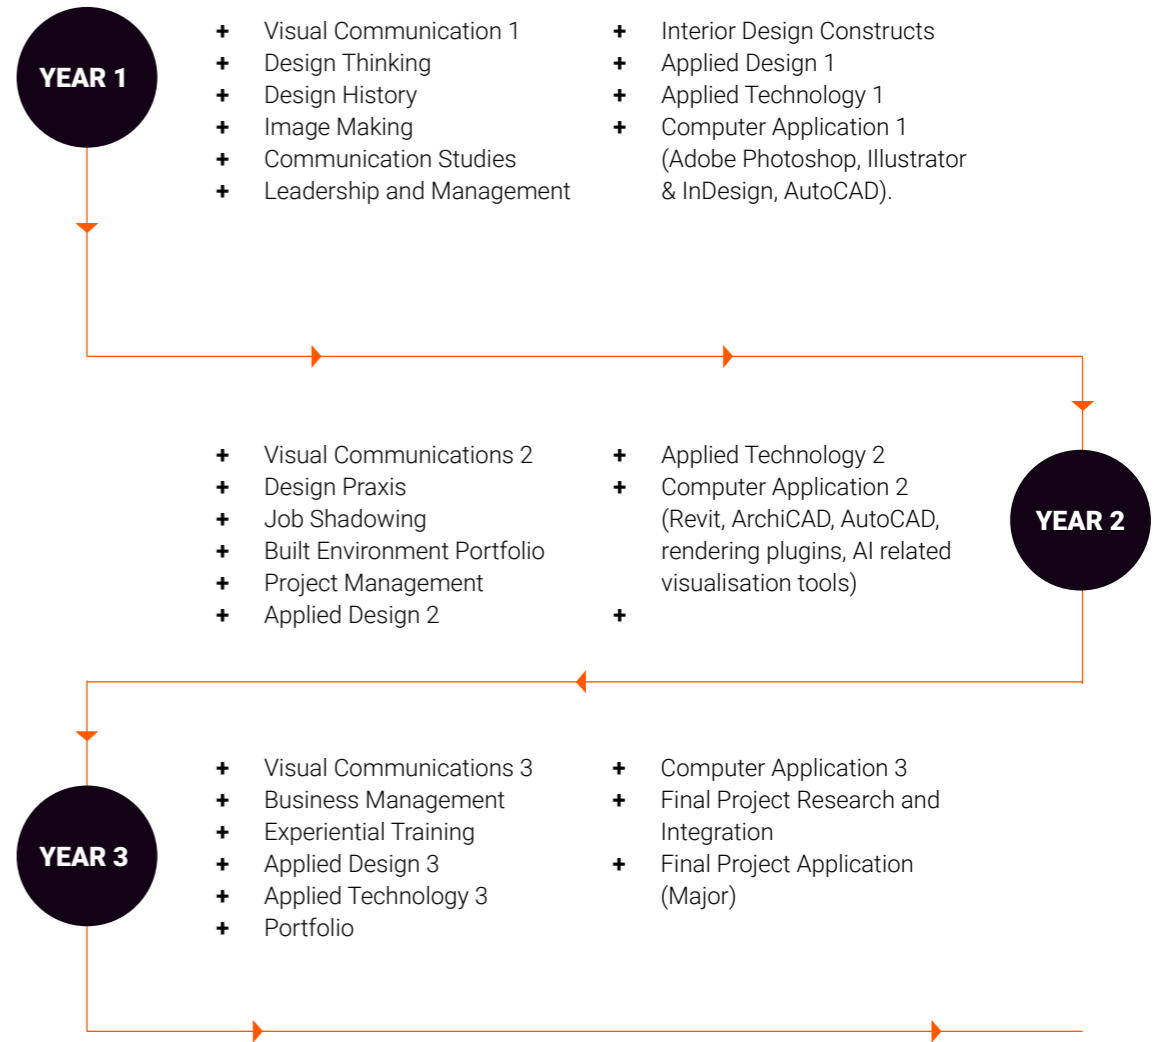 YEAR 1
+ Visual Communication 1
+ Design Thinking
+ Design History
+ Image Making
+ Communication Studies
+ Leadership and Management
+ Interior Design Constructs
+ Applied Design 1
+ Applied Technology 1
+ Computer Application 1
(Adobe Photoshop, Illustrator
& InDesign, AutoCAD).
+ Visual Communications 2
+ Design Praxis
+ Job Shadowing
+ Built Environment Portfolio
+ Project Management
+ Applied Design 2
+ Applied Technology 2
+ Computer Application 2
(Revit, ArchiCAD, AutoCAD,
rendering plugins, AI related
visualisation tools)
+
YEAR 2
YEAR 3
+ Visual Communications 3
+ Business Management
+ Experiential Training
+ Applied Design 3
+ Applied Technology 3
+ Portfolio
+ Computer Application 3
+ Final Project Research and
Integration
+ Final Project Application
(Major)